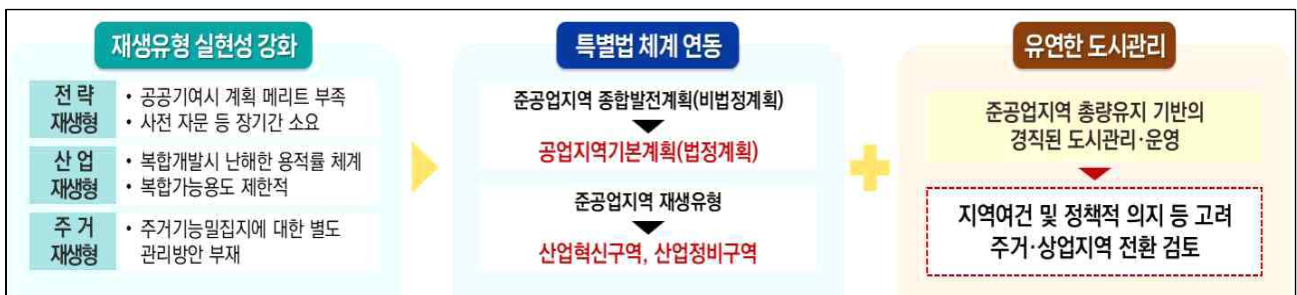 재생유형 실현성 강화
전 략
재생형
• 공공기여시 계획 메리트 부족
• 사전 자문 등 장기간 소요
산 업
재생형
• 복합개발시 난해한 용적률 체계
• 복합가능용도 제한적
주 거
재생형
• 주거기능밀집지에 대한 별도
관리방안 부재
특별법 체계 연동
준공업지역 종합발전계획(비법정계획)
공업지역기본계획(법정계획)
준공업지역 재생유형
산업혁신구역, 산업정비구역
유연한 도시관리
준공업지역 총량유지 기반의
경직된 도시관리·운영
지역여건 및 정책적 의지 등 고려
주거·상업지역 전환 검토